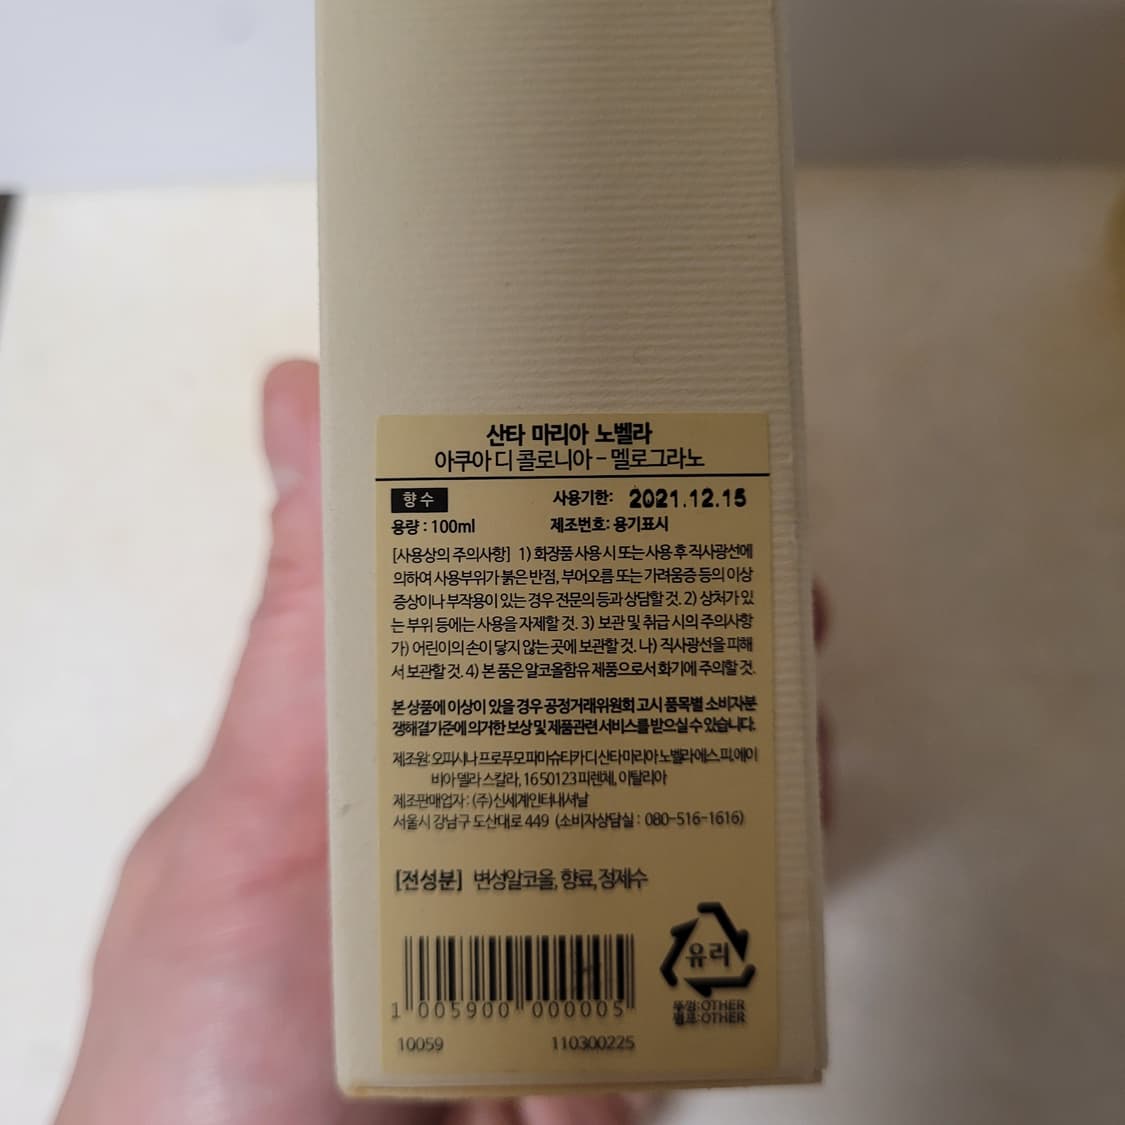 산타 마리아 노벨라
아쿠아 디 콜로니아 - 멜로그라노
향수
사용기한: 2021.12.15
용량 : 100ml
제조번호: 용기표시
[사용상의 주의사항] 1) 화장품 사용 시 또는 사용 후 직사광선에
의하여 사용부위가 붉은 반점, 부어오름 또는 가려움증 등의 이상
증상이나 부작용이 있는 경우 전문의 등과 상담할 것. 2) 상처가 있
는 부위 등에는 사용을 자제할 것. 3) 보관 및 취급 시의 주의사항
가) 어린이의 손이 닿지 않는 곳에 보관할 것. 나) 직사광선을 피해
서 보관할 것. 4) 본 품은 알코올함유 제품으로서 화기에 주의할 것.
본 상품에 이상이 있을 경우 공정거래위원회 고시 품목별 소비자분
쟁해결기준에 의거한 보상 및 제품관련 서비스를 받으실 수 있습니다.
제조원: 오피시나 프로푸모 파마슈티카 디 산타 마리아 노벨라 에스.피.에이
비아 델라 스칼라, 16 50123 피렌체, 이탈리아
제조판매업자 : (주)신세계인터내셔날
서울시 강남구 도산대로 449 (소비자상담실 : 080-516-1616)
[전성분] 변성알코올, 향료, 정제수
유리
뚜껑:OTHER
펌프:OTHER
1 005900 000005
10059 110300225